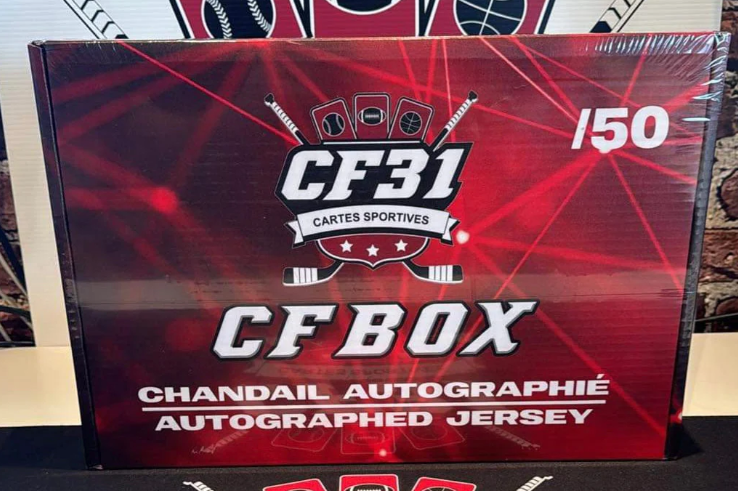 /50
CF31
CARTES SPORTIVES
CF BOX
CHANDAIL AUTOGRAPHIÉ
AUTOGRAPHED JERSEY